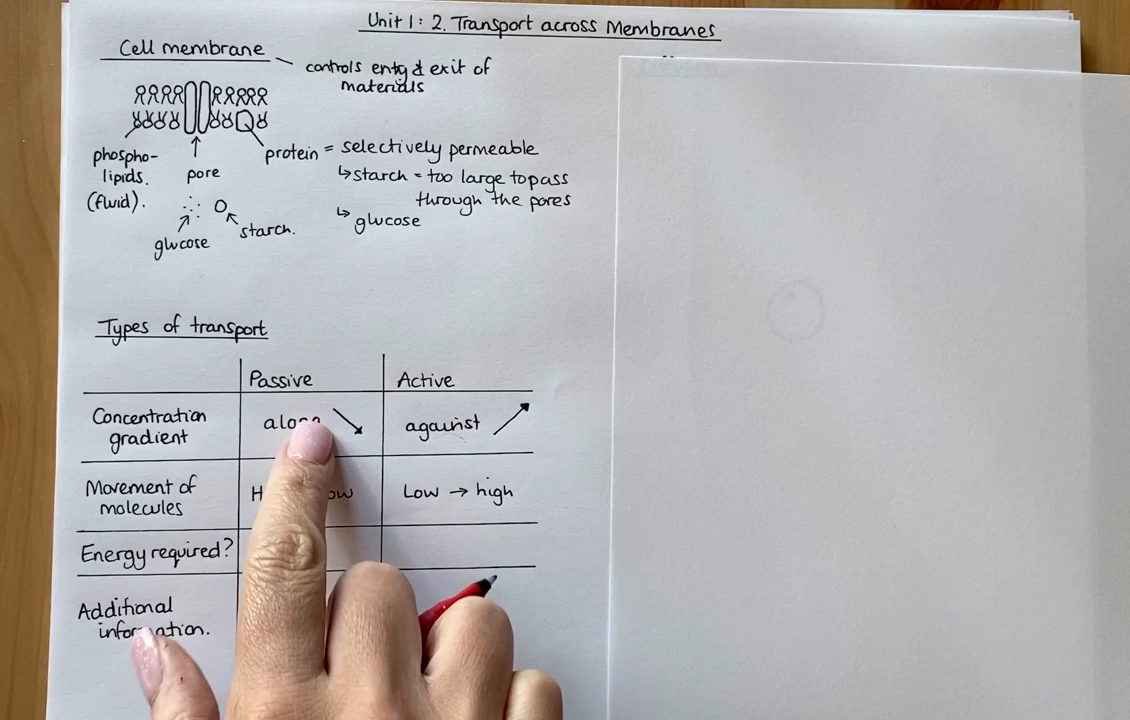 Unit 1: 2. Transport across Membranes
Cell membrane
controls entry & exit of
materials
phospho-
lipids.
(fluid).
pore
protein = selectively permeable
↳ starch = too large to pass
through the pores
↳ glucose
glucose
starch.
Types of transport
Passive
Active
Concentration
gradient
along
against
Movement of
molecules
Low → high
Energy required?
Additional
information.